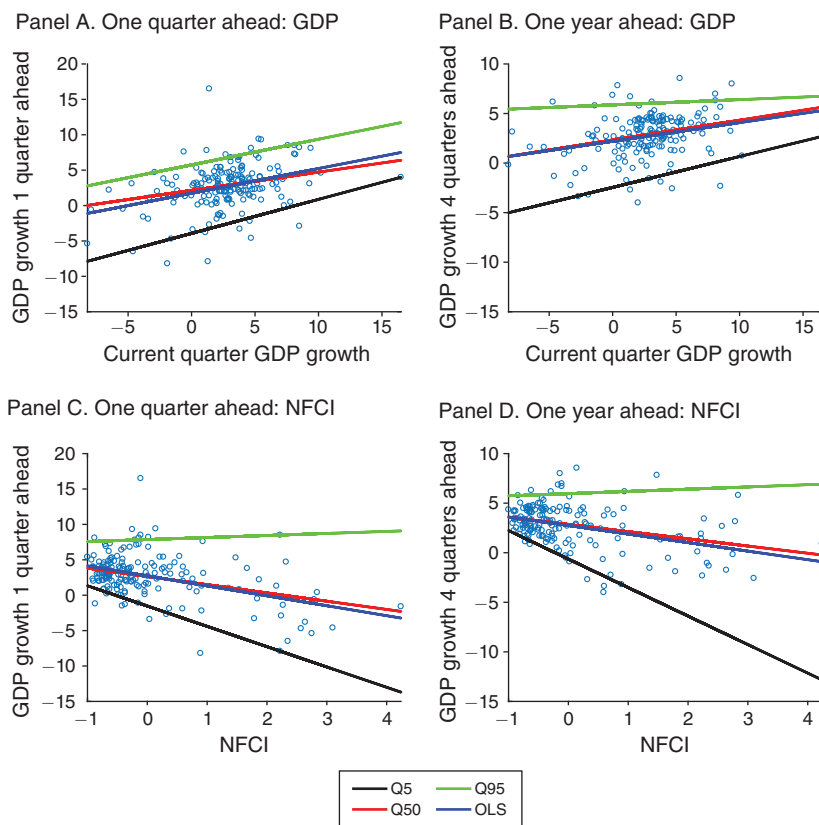 Panel A. One quarter ahead: GDP
GDP growth 1 quarter ahead
20
15
10
5
0
−5
−10
−15
−5 0 5 10 15
Current quarter GDP growth
Panel B. One year ahead: GDP
GDP growth 4 quarters ahead
10
5
0
−5
−10
−15
−5 0 5 10 15
Current quarter GDP growth
Panel C. One quarter ahead: NFCI
GDP growth 1 quarter ahead
20
15
10
5
0
−5
−10
−15
−1 0 1 2 3 4
NFCI
Panel D. One year ahead: NFCI
GDP growth 4 quarters ahead
10
5
0
−5
−10
−15
−1 0 1 2 3 4
NFCI
Q5 Q95
Q50 OLS